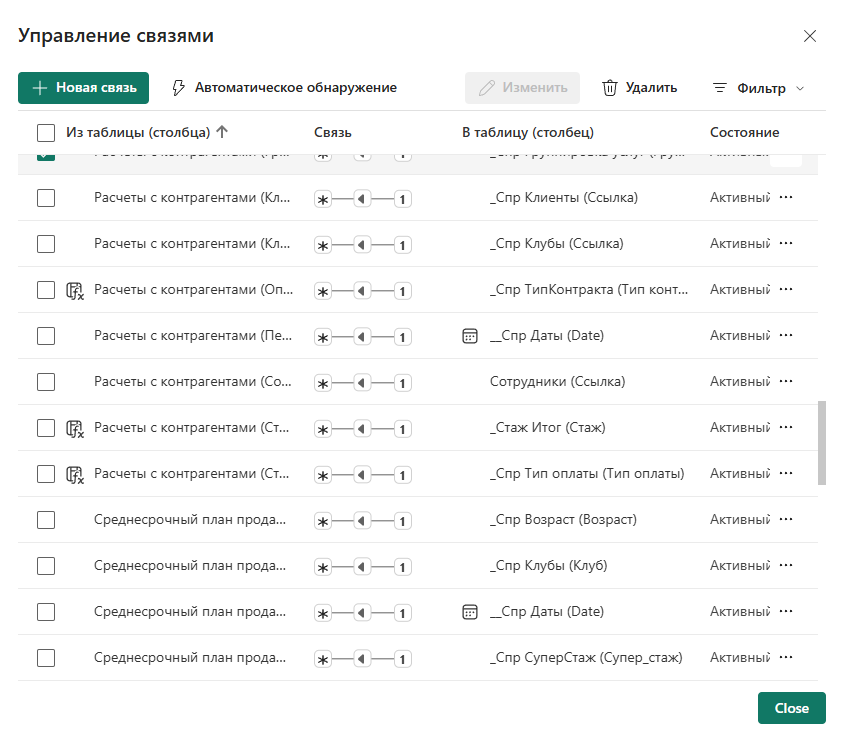 Управление связями
Новая связь Автоматическое обнаружение Изменить Удалить Фильтр
Из таблицы (столбца) Связь В таблицу (столбец) Состояние
Расчеты с контрагентами (Кл... * 1 _Спр Клиенты (Ссылка) Активный ...
Расчеты с контрагентами (Кл... * 1 _Спр Клубы (Ссылка) Активный ...
Расчеты с контрагентами (Оп... * 1 _Спр ТипКонтракта (Тип конт... Активный ...
Расчеты с контрагентами (Пе... * 1 __Спр Даты (Date) Активный ...
Расчеты с контрагентами (Со... * 1 Сотрудники (Ссылка) Активный ...
Расчеты с контрагентами (Ст... * 1 _Стаж Итог (Стаж) Активный ...
Расчеты с контрагентами (Ст... * 1 _Спр Тип оплаты (Тип оплаты) Активный ...
Среднесрочный план прода... * 1 _Спр Возраст (Возраст) Активный ...
Среднесрочный план прода... * 1 _Спр Клубы (Клуб) Активный ...
Среднесрочный план прода... * 1 __Спр Даты (Date) Активный ...
Среднесрочный план прода... * 1 _Спр СуперСтаж (Супер_стаж) Активный ...
Close